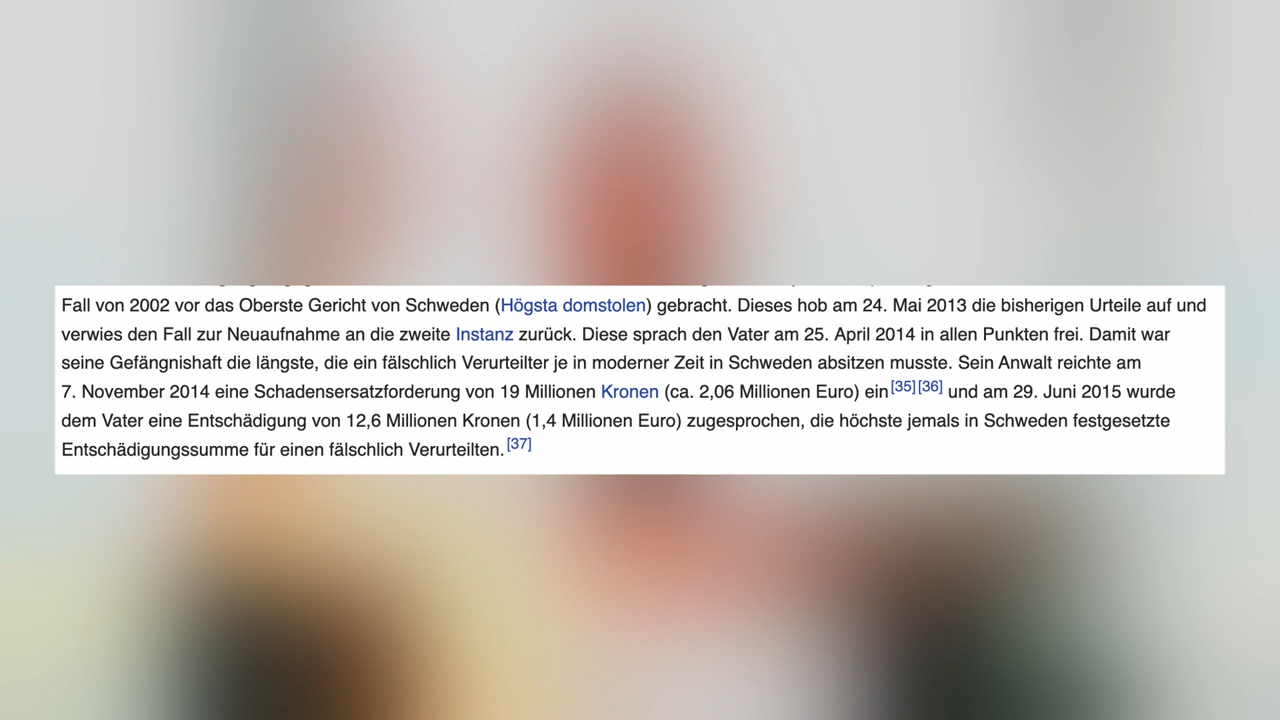 Fall von 2002 vor das Oberste Gericht von Schweden (Högsta domstolen) gebracht. Dieses hob am 24. Mai 2013 die bisherigen Urteile auf und
verwies den Fall zur Neuaufnahme an die zweite Instanz zurück. Diese sprach den Vater am 25. April 2014 in allen Punkten frei. Damit war
seine Gefängnishaft die längste, die ein fälschlich Verurteilter je in moderner Zeit in Schweden absitzen musste. Sein Anwalt reichte am
7. November 2014 eine Schadensersatzforderung von 19 Millionen Kronen (ca. 2,06 Millionen Euro) ein[35][36] und am 29. Juni 2015 wurde
dem Vater eine Entschädigung von 12,6 Millionen Kronen (1,4 Millionen Euro) zugesprochen, die höchste jemals in Schweden festgesetzte
Entschädigungssumme für einen fälschlich Verurteilten.[37]